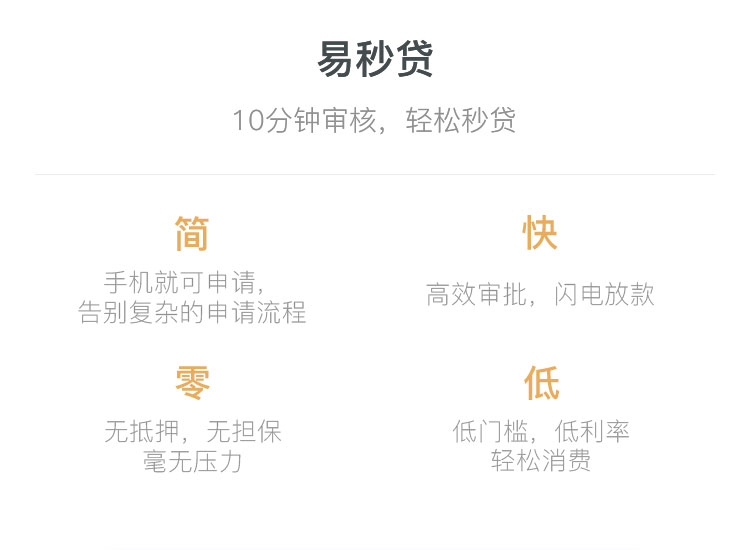 易秒贷
10分钟审核，轻松秒贷
简
手机就可申请，
告别复杂的申请流程
快
高效审批，闪电放款
零
无抵押，无担保
毫无压力
低
低门槛，低利率
轻松消费